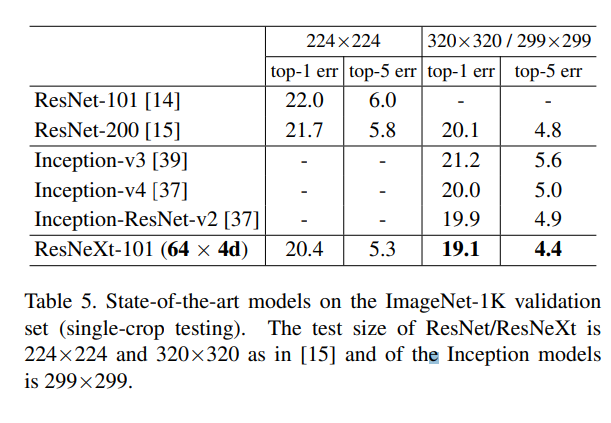 224×224 320×320 / 299×299
top-1 err top-5 err top-1 err top-5 err
ResNet-101 [14] 22.0 6.0 - -
ResNet-200 [15] 21.7 5.8 20.1 4.8
Inception-v3 [39] - - 21.2 5.6
Inception-v4 [37] - - 20.0 5.0
Inception-ResNet-v2 [37] - - 19.9 4.9
ResNeXt-101 (64 × 4d) 20.4 5.3 19.1 4.4
Table 5. State-of-the-art models on the ImageNet-1K validation
set (single-crop testing). The test size of ResNet/ResNeXt is
224×224 and 320×320 as in [15] and of the Inception models
is 299×299.